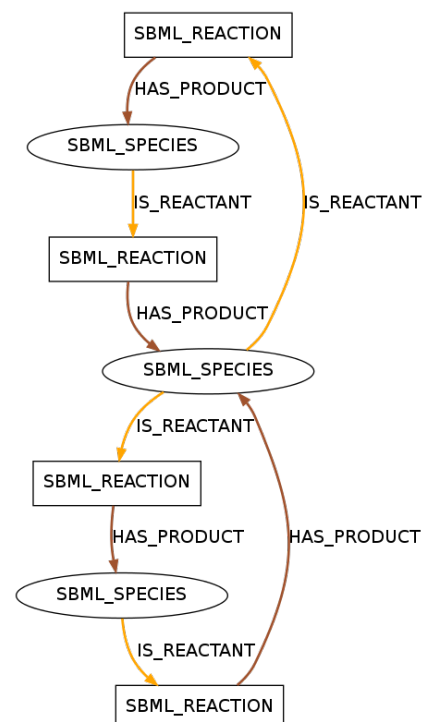 SBML_REACTION
HAS_PRODUCT
SBML_SPECIES
IS_REACTANT
IS_REACTANT
SBML_REACTION
HAS_PRODUCT
SBML_SPECIES
IS_REACTANT
SBML_REACTION
HAS_PRODUCT
HAS_PRODUCT
SBML_SPECIES
IS_REACTANT
SBML_REACTION